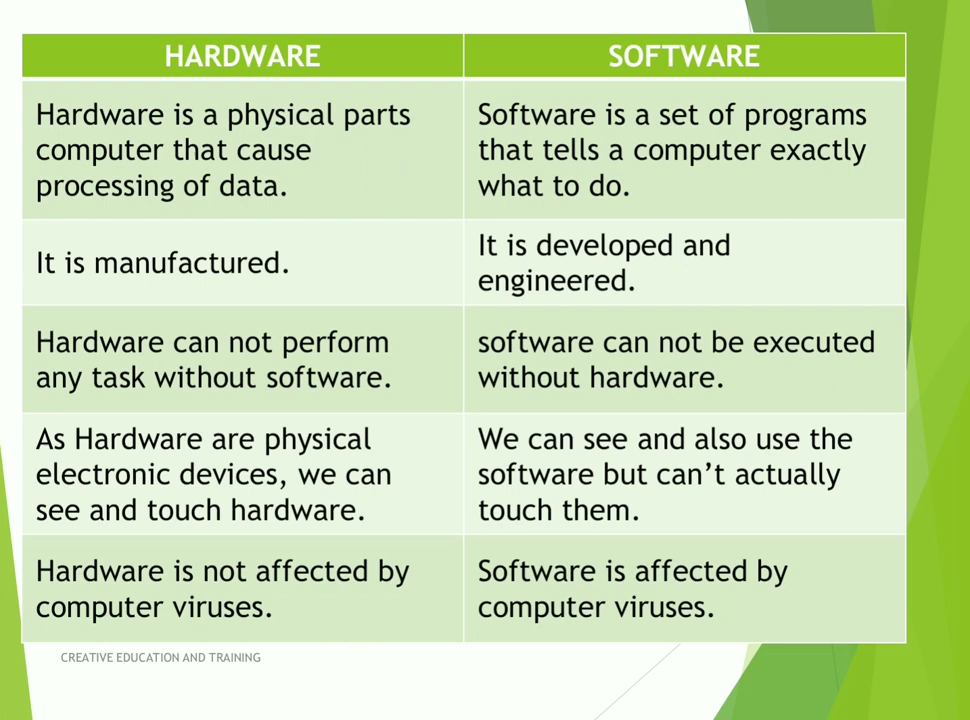 HARDWARE
SOFTWARE
Hardware is a physical parts
computer that cause
processing of data.
Software is a set of programs
that tells a computer exactly
what to do.
It is manufactured.
It is developed and
engineered.
Hardware can not perform
any task without software.
software can not be executed
without hardware.
As Hardware are physical
electronic devices, we can
see and touch hardware.
We can see and also use the
software but can’t actually
touch them.
Hardware is not affected by
computer viruses.
Software is affected by
computer viruses.
CREATIVE EDUCATION AND TRAINING